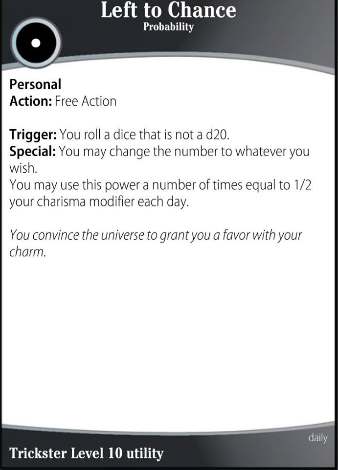 Left to Chance
Probability
Personal
Action: Free Action
Trigger: You roll a dice that is not a d20.
Special: You may change the number to whatever you
wish.
You may use this power a number of times equal to 1/2
your charisma modifier each day.
You convince the universe to grant you a favor with your
charm.
daily
Trickster Level 10 utility